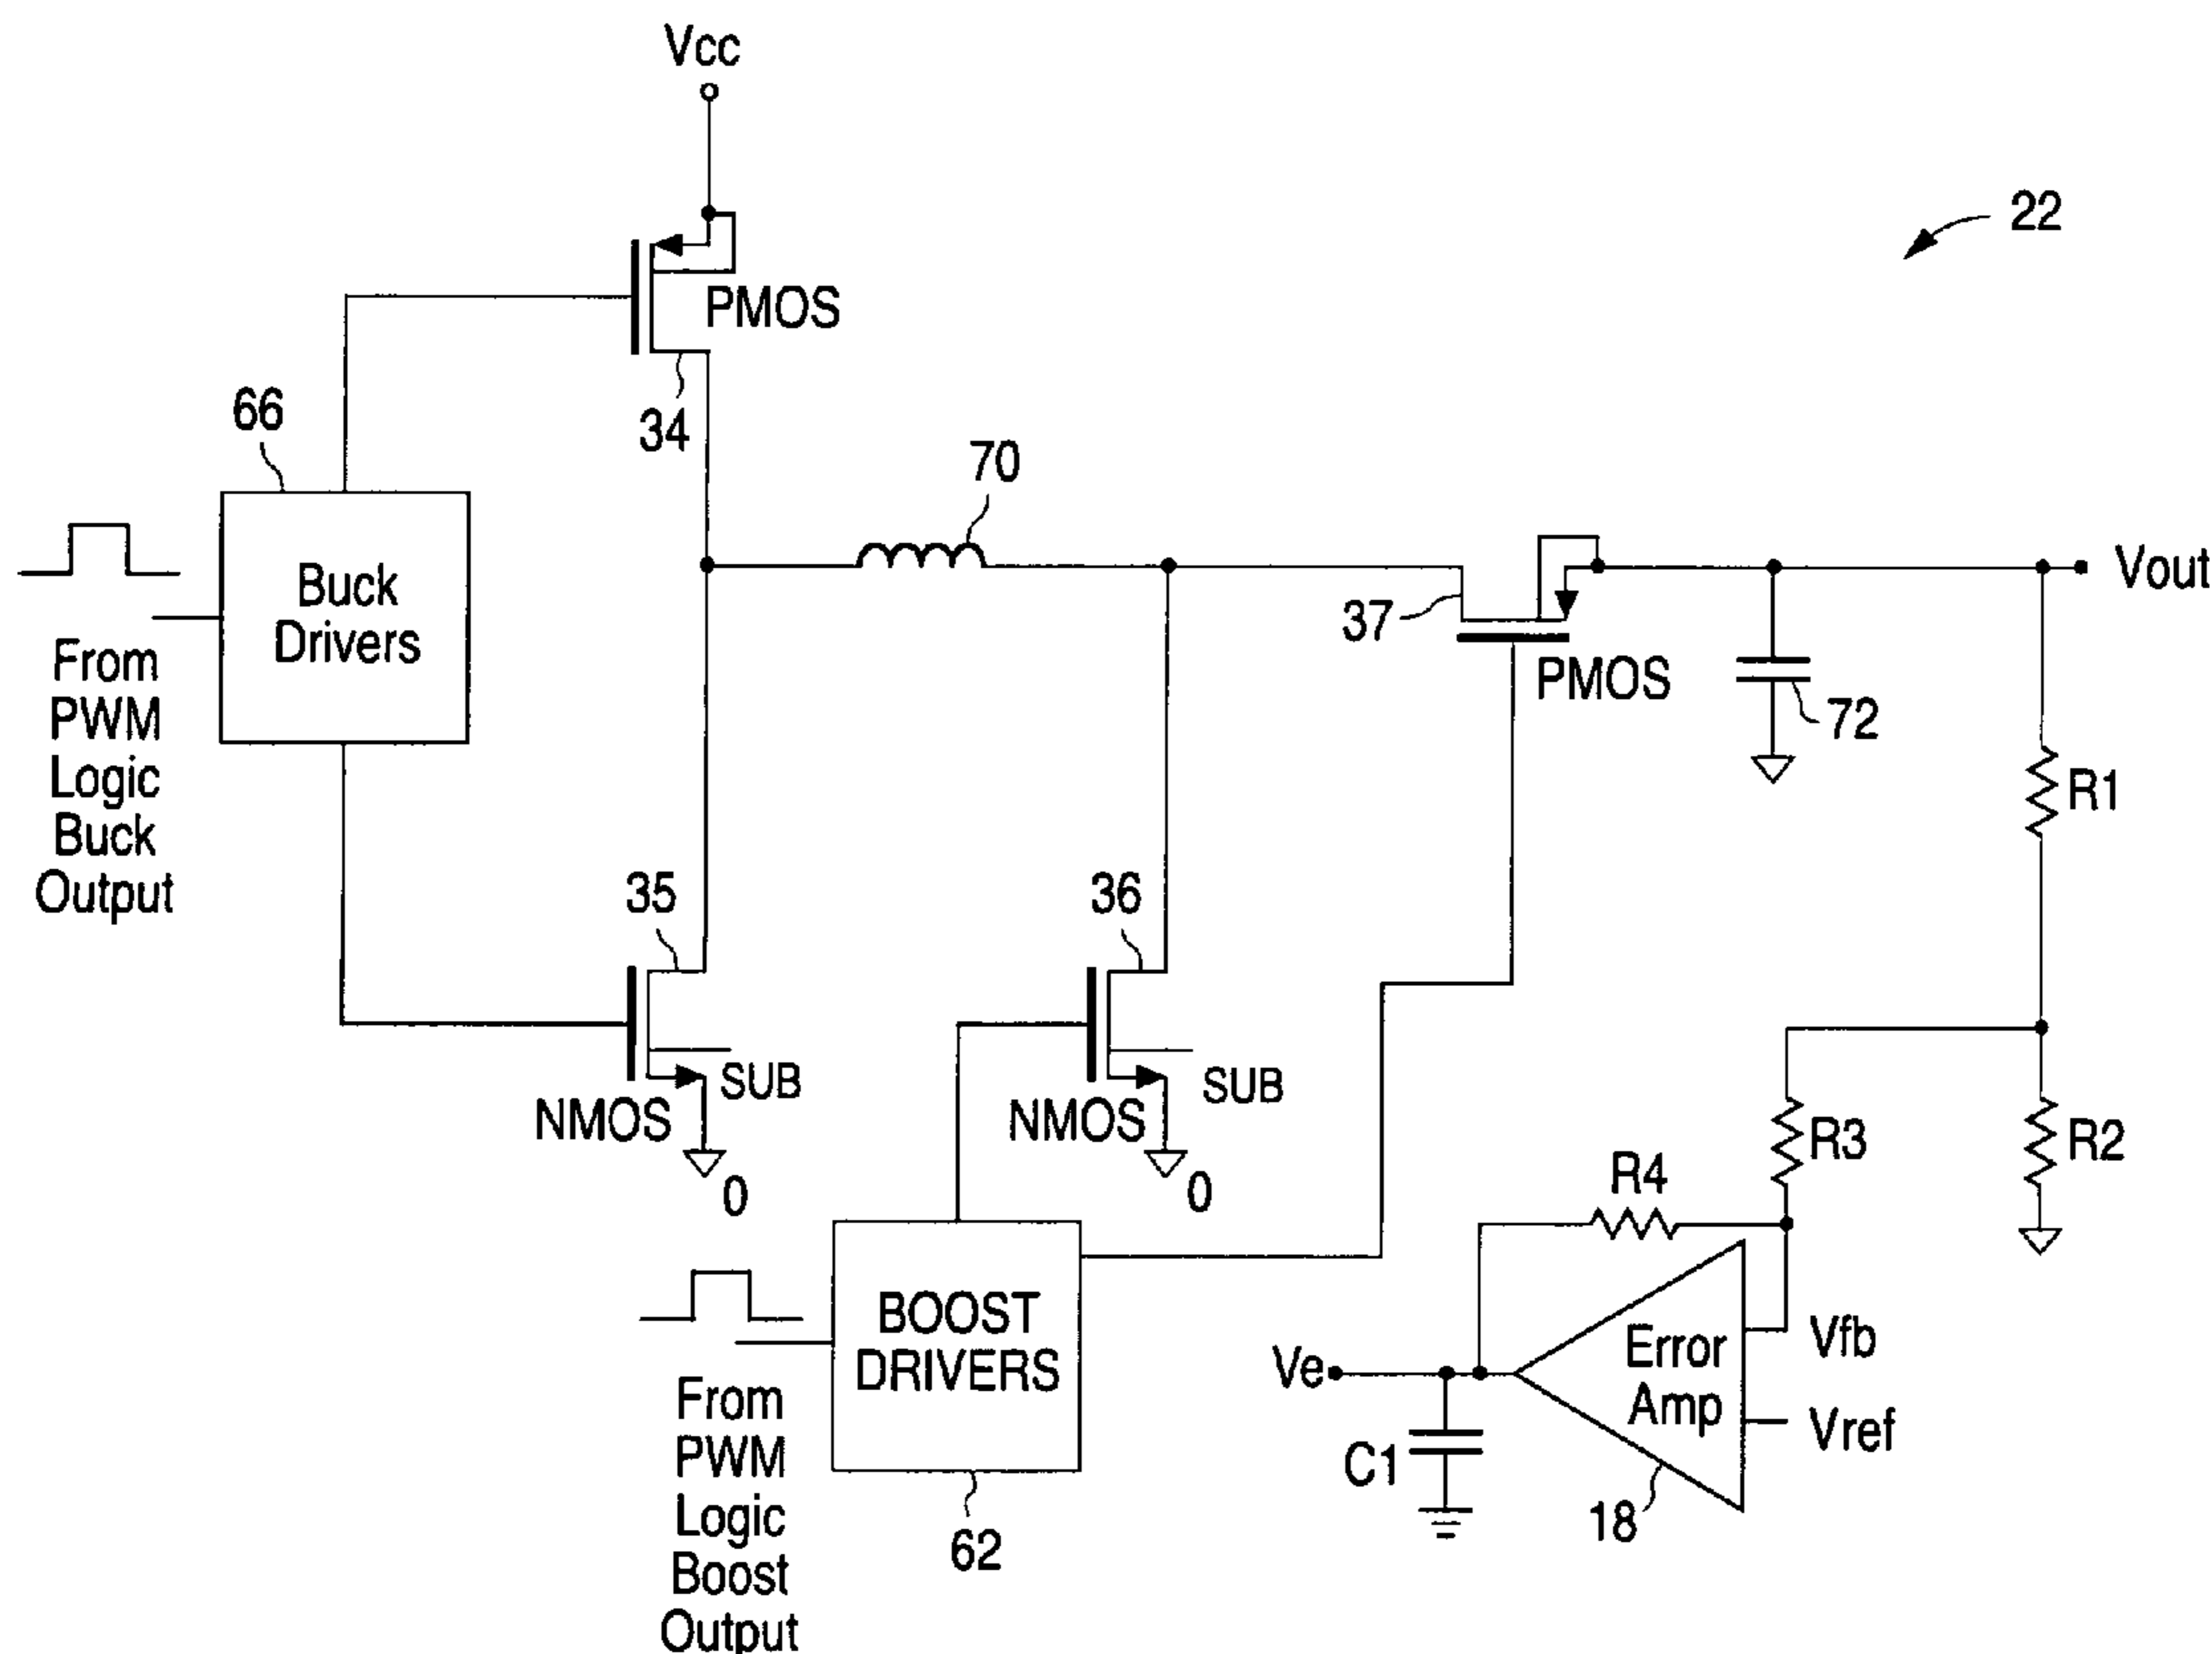 Vcc
22
PMOS
34
66
70
Buck
Drivers
Vout
37
PMOS
72
From
PWM
Logic
Buck
Output
R1
35
36
SUB
NMOS
0
SUB
NMOS
0
R3
R2
R4
BOOST
DRIVERS
Error
Amp
Vfb
Vref
Ve
C1
18
From
PWM
Logic
Boost
Output
62